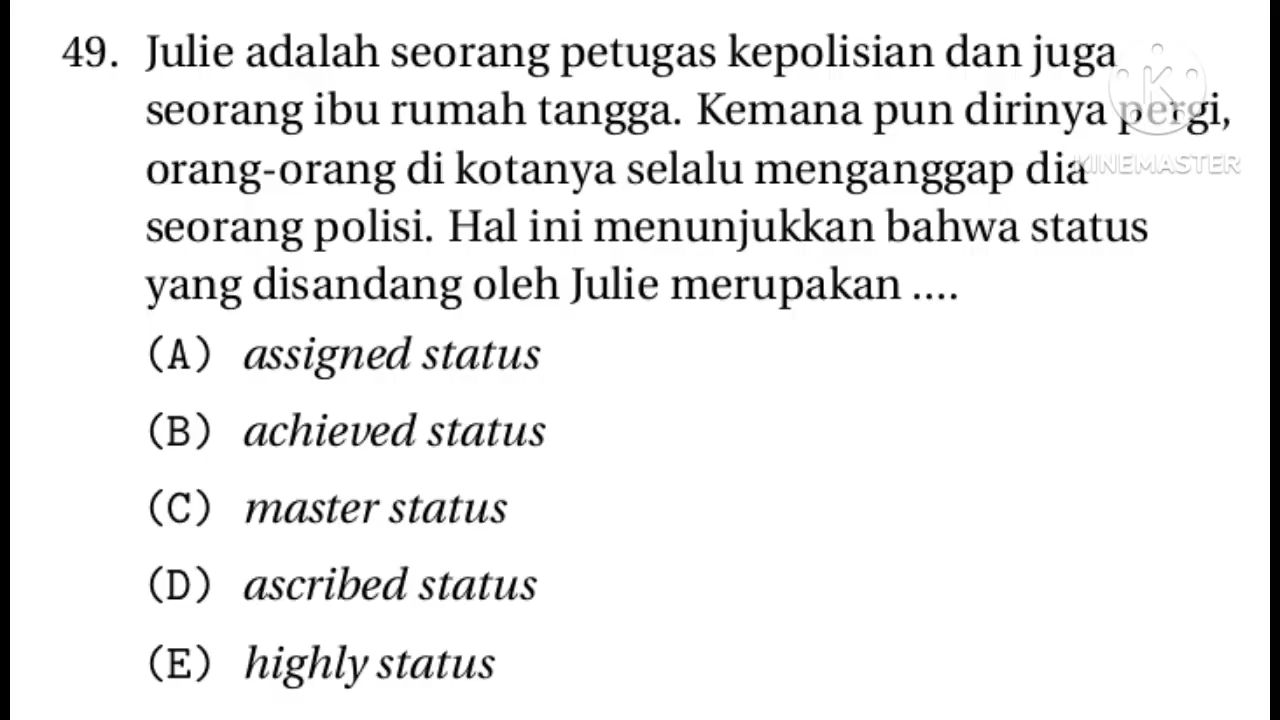 49. Julie adalah seorang petugas kepolisian dan juga
seorang ibu rumah tangga. Kemana pun dirinya pergi,
orang-orang di kotanya selalu menganggap dia
seorang polisi. Hal ini menunjukkan bahwa status
yang disandang oleh Julie merupakan ....
(A) assigned status
(B) achieved status
(C) master status
(D) ascribed status
(E) highly status
K
KINEMASTER